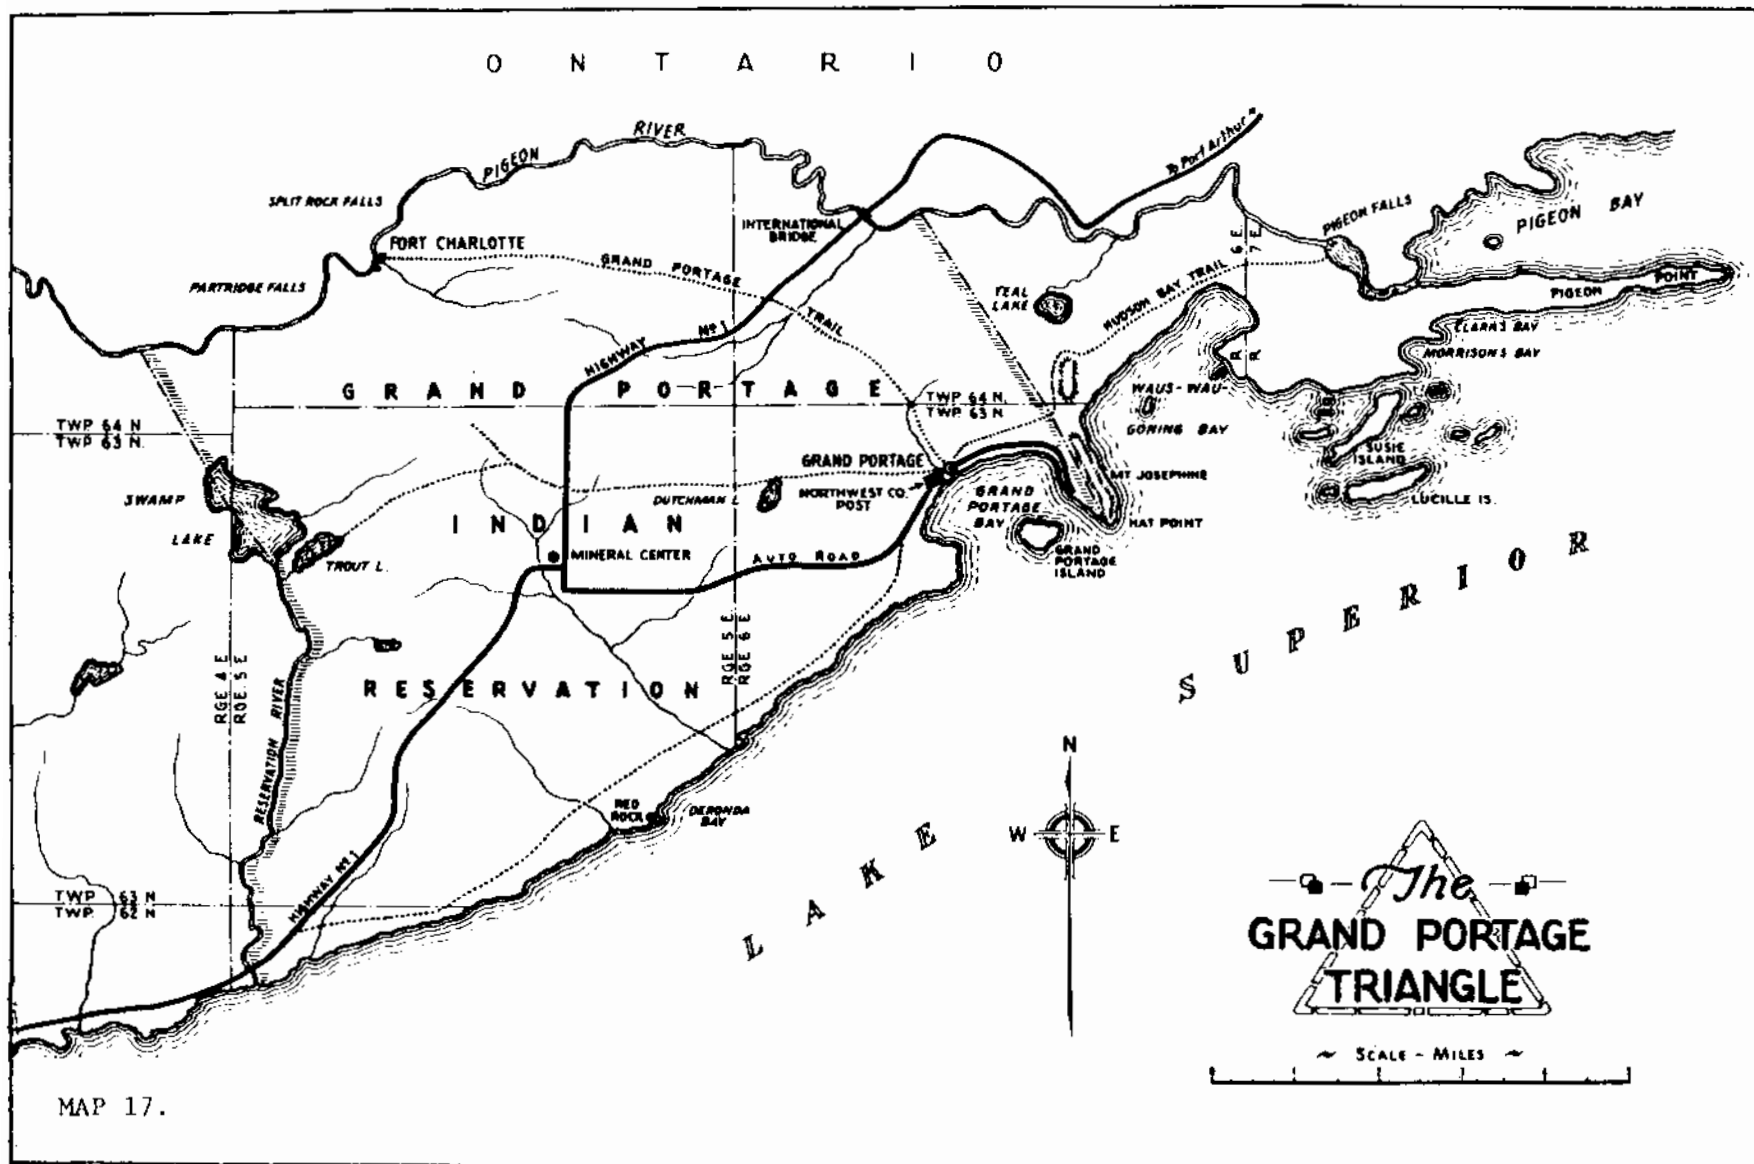 ONTARIO
PIGEON RIVER
To Port Arthur
SPLIT ROCK FALLS
INTERNATIONAL
BRIDGE
PIGEON FALLS
PIGEON BAY
FORT CHARLOTTE
GRAND PORTAGE TRAIL
PARTRIDGE FALLS
TEAL
LAKE
HUDSON BAY TRAIL
R 6 E
R 7 E
PIGEON POINT
CLARKS BAY
MORRISONS BAY
HIGHWAY No 1
GRAND PORTAGE
TWP 64 N
TWP 63 N
WAUS-WAU-
GONING BAY
TWP. 64 N
TWP. 63 N.
SUSIE
ISLAND
LUCILLE IS.
GRAND PORTAGE
NORTHWEST CO.
POST
MT JOSEPHINE
GRAND
PORTAGE
BAY
HAT POINT
GRAND
PORTAGE
ISLAND
DUTCHMAN L.
SWAMP
LAKE
TROUT L.
INDIAN
MINERAL CENTER
AUTO ROAD
RGE 5 E
RGE 6 E
RGE 4 E
RGE. 5 E
RESERVATION
RESERVATION RIVER
RED
ROCK
DERONDA
BAY
HIGHWAY No 1
TWP 63 N
TWP. 62 N
LAKE SUPERIOR
N
W E
The
GRAND PORTAGE
TRIANGLE
~ SCALE - MILES ~
MAP 17.